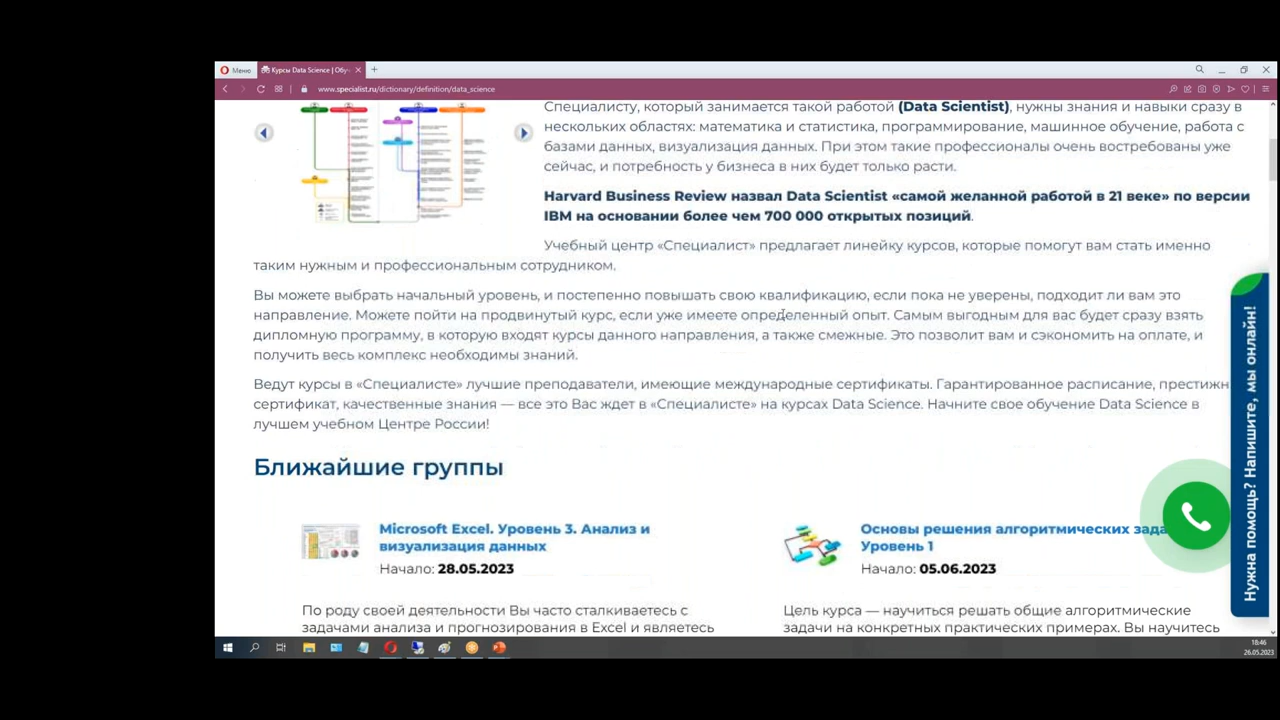 Меню
Курсы Data Science | Обу-
www.specialist.ru/dictionary/definition/data_science
Специалисту, который занимается такой работой (Data Scientist), нужны знания и навыки сразу в
нескольких областях: математика и статистика, программирование, машинное обучение, работа с
базами данных, визуализация данных. При этом такие профессионалы очень востребованы уже
сейчас, и потребность у бизнеса в них будет только расти.
Harvard Business Review назвал Data Scientist «самой желанной работой в 21 веке» по версии
IBM на основании более чем 700 000 открытых позиций.
Учебный центр «Специалист» предлагает линейку курсов, которые помогут вам стать именно
таким нужным и профессиональным сотрудником.
Вы можете выбрать начальный уровень, и постепенно повышать свою квалификацию, если пока не уверены, подходит ли вам это
направление. Можете пойти на продвинутый курс, если уже имеете определенный опыт. Самым выгодным для вас будет сразу взять
дипломную программу, в которую входят курсы данного направления, а также смежные. Это позволит вам и сэкономить на оплате, и
получить весь комплекс необходимы знаний.
Ведут курсы в «Специалисте» лучшие преподаватели, имеющие международные сертификаты. Гарантированное расписание, престижн
сертификат, качественные знания — все это Вас ждет в «Специалисте» на курсах Data Science. Начните свое обучение Data Science в
лучшем учебном Центре России!
Ближайшие группы
Microsoft Excel. Уровень 3. Анализ и
визуализация данных
Начало: 28.05.2023
По роду своей деятельности Вы часто сталкиваетесь с
задачами анализа и прогнозирования в Excel и являетесь
Основы решения алгоритмических зада
Уровень 1
Начало: 05.06.2023
Цель курса — научиться решать общие алгоритмические
задачи на конкретных практических примерах. Вы научитесь
Нужна помощь? Напишите, мы онлайн!
18:46
26.05.2023